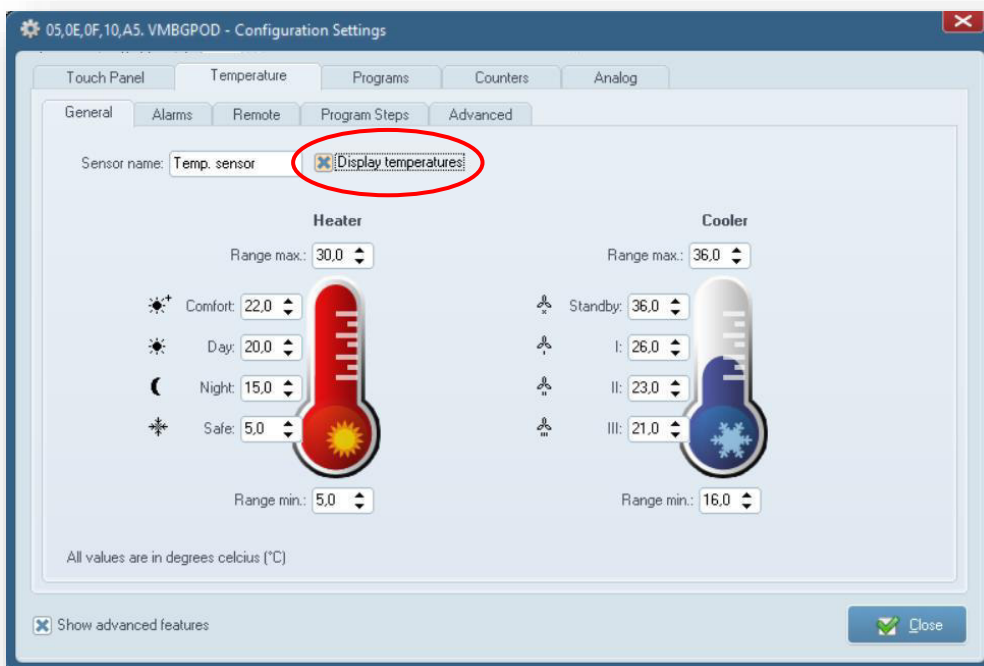 05,0E,0F,10,A5. VMBGPOD - Configuration Settings
Touch Panel Temperature Programs Counters Analog
General Alarms Remote Program Steps Advanced
Sensor name: Temp. sensor Display temperatures
Heater Cooler
Range max.: 30,0 Range max.: 36,0
Comfort: 22,0 Standby: 36,0
Day: 20,0 I: 26,0
Night: 15,0 II: 23,0
Safe: 5,0 III: 21,0
Range min.: 5,0 Range min.: 16,0
All values are in degrees celcius (°C)
Show advanced features Close